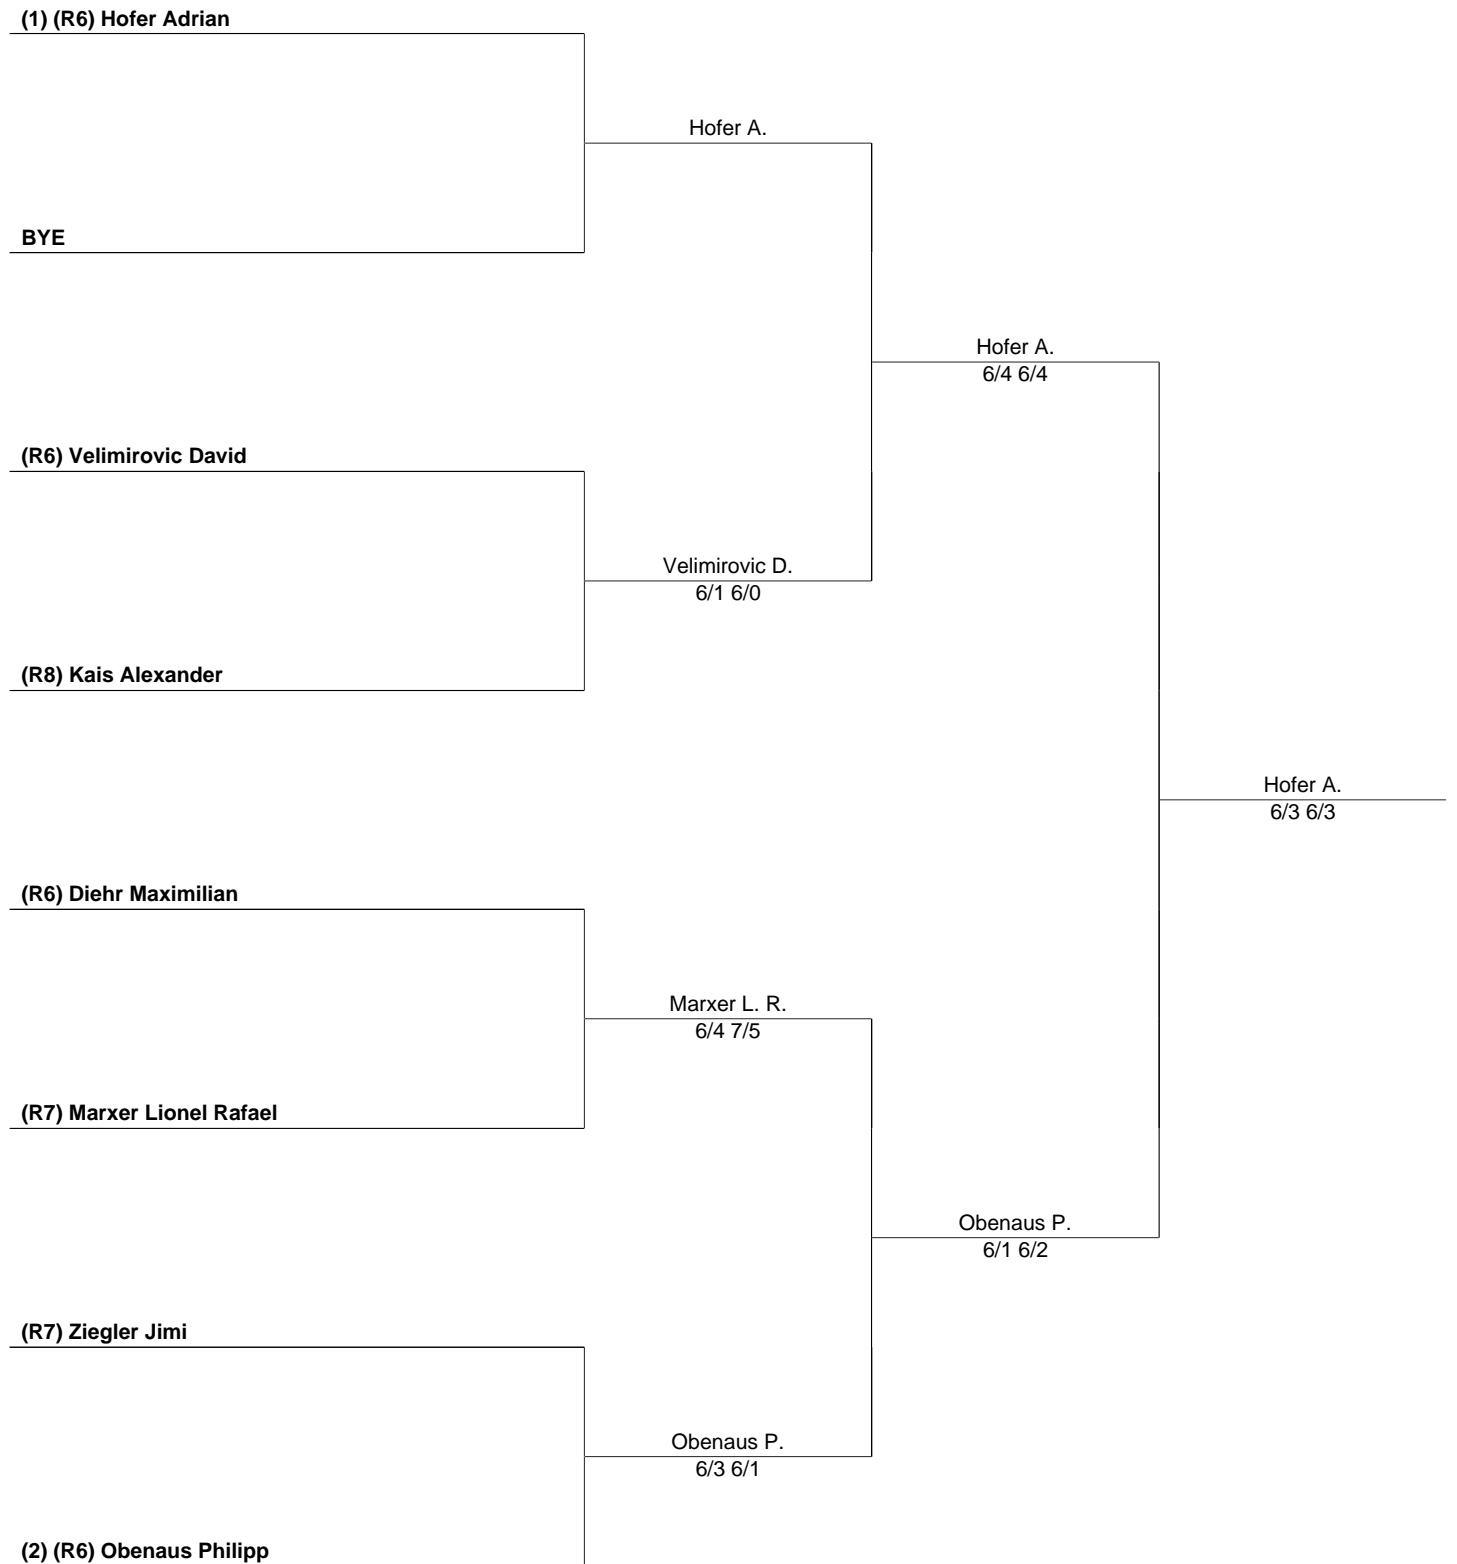 (1) (R6) Hofer Adrian
Hofer A.
BYE
Hofer A.
6/4 6/4
(R6) Velimirovic David
Velimirovic D.
6/1 6/0
(R8) Kais Alexander
Hofer A.
6/3 6/3
(R6) Diehr Maximilian
Marxer L. R.
6/4 7/5
(R7) Marxer Lionel Rafael
Obenaus P.
6/1 6/2
(R7) Ziegler Jimi
Obenaus P.
6/3 6/1
(2) (R6) Obenaus Philipp